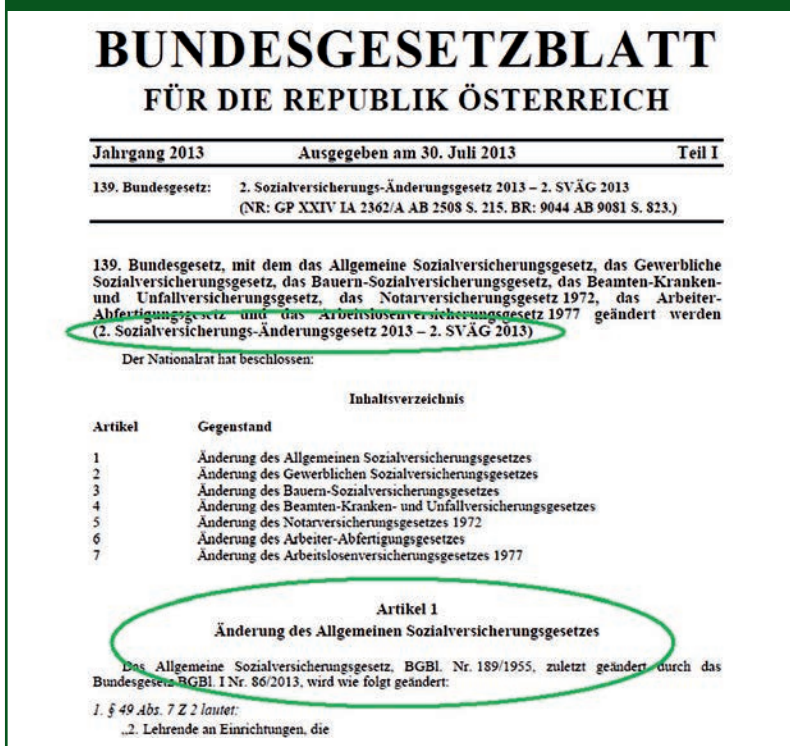 BUNDESGESETZBLATT
FÜR DIE REPUBLIK ÖSTERREICH
Jahrgang 2013 Ausgegeben am 30. Juli 2013 Teil I
139. Bundesgesetz: 2. Sozialversicherungs-Änderungsgesetz 2013 – 2. SVÄG 2013
(NR: GP XXIV IA 2362/A AB 2508 S. 215. BR: 9044 AB 9081 S. 823.)
139. Bundesgesetz, mit dem das Allgemeine Sozialversicherungsgesetz, das Gewerbliche
Sozialversicherungsgesetz, das Bauern-Sozialversicherungsgesetz, das Beamten-Kranken-
und Unfallversicherungsgesetz, das Notarversicherungsgesetz 1972, das Arbeiter-
Abfertigungsgesetz und das Arbeitslosenversicherungsgesetz 1977 geändert werden
(2. Sozialversicherungs-Änderungsgesetz 2013 – 2. SVÄG 2013)
Der Nationalrat hat beschlossen:
Inhaltsverzeichnis
Artikel Gegenstand
1 Änderung des Allgemeinen Sozialversicherungsgesetzes
2 Änderung des Gewerblichen Sozialversicherungsgesetzes
3 Änderung des Bauern-Sozialversicherungsgesetzes
4 Änderung des Beamten-Kranken- und Unfallversicherungsgesetzes
5 Änderung des Notarversicherungsgesetzes 1972
6 Änderung des Arbeiter-Abfertigungsgesetzes
7 Änderung des Arbeitslosenversicherungsgesetzes 1977
Artikel 1
Änderung des Allgemeinen Sozialversicherungsgesetzes
Das Allgemeine Sozialversicherungsgesetz, BGBl. Nr. 189/1955, zuletzt geändert durch das
Bundesgesetz BGBl. I Nr. 86/2013, wird wie folgt geändert:
1. § 49 Abs. 7 Z 2 lautet:
„2. Lehrende an Einrichtungen, die